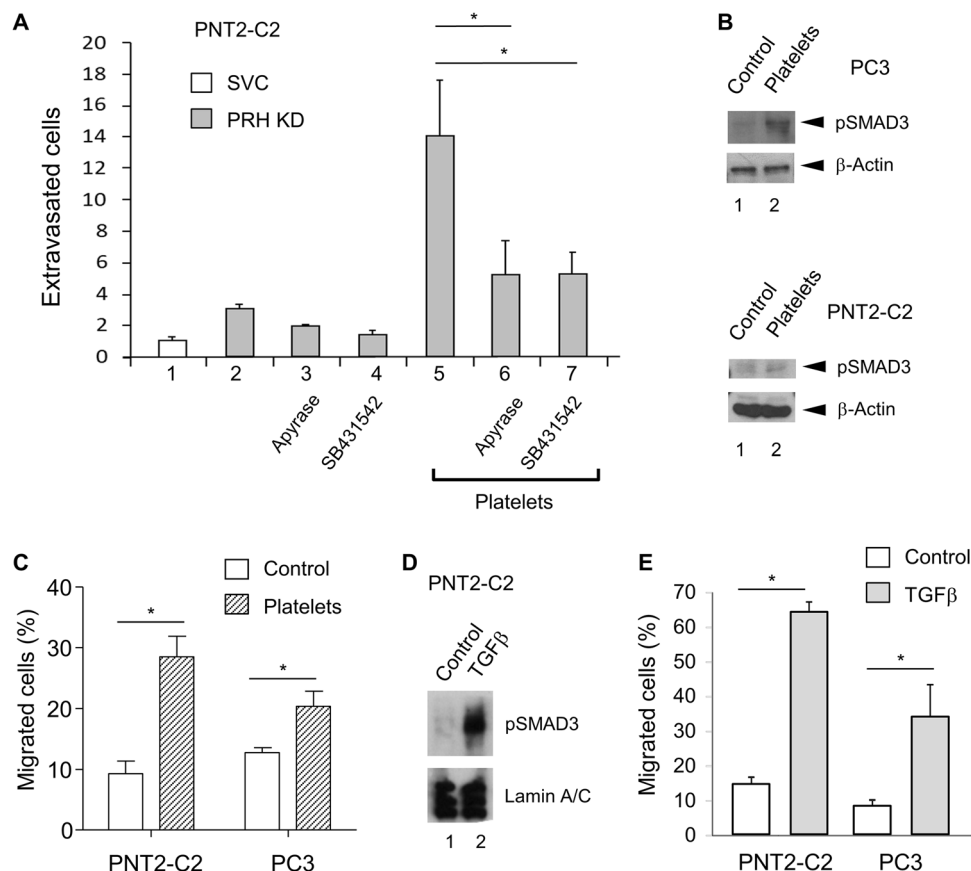 A
PNT2-C2
SVC
PRH KD
Extravasated cells
20
18
16
14
12
10
8
6
4
2
0
*
*
1 2 3 4 5 6 7
Apyrase
SB431542
Apyrase
SB431542
Platelets
B
Control
Platelets
PC3
pSMAD3
β-Actin
1 2
Control
Platelets
PNT2-C2
pSMAD3
β-Actin
1 2
C
Control
Platelets
Migrated cells (%)
40
30
20
10
0
*
*
PNT2-C2 PC3
D
PNT2-C2
Control
TGFβ
pSMAD3
Lamin A/C
1 2
E
Control
TGFβ
Migrated cells (%)
70
60
50
40
30
20
10
0
*
*
PNT2-C2 PC3